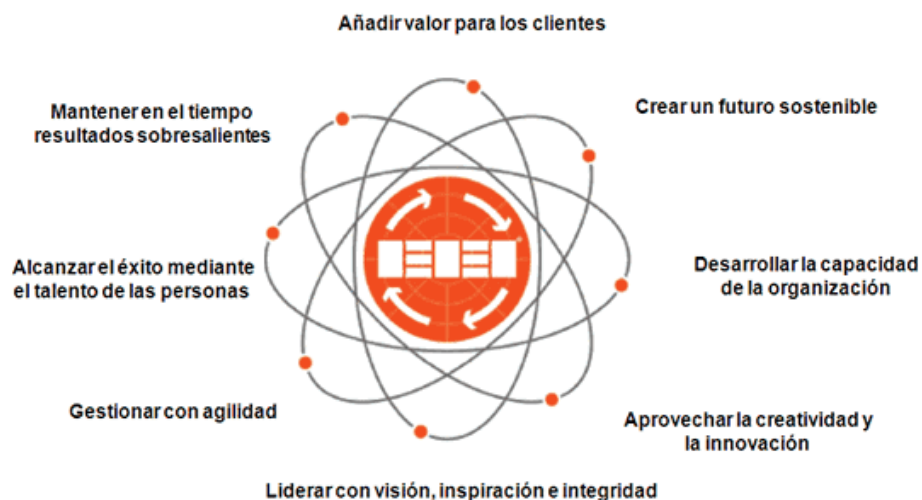 Añadir valor para los clientes
Crear un futuro sostenible
Desarrollar la capacidad
de la organización
Aprovechar la creatividad y
la innovación
Liderar con visión, inspiración e integridad
Gestionar con agilidad
Alcanzar el éxito mediante
el talento de las personas
Mantener en el tiempo
resultados sobresalientes